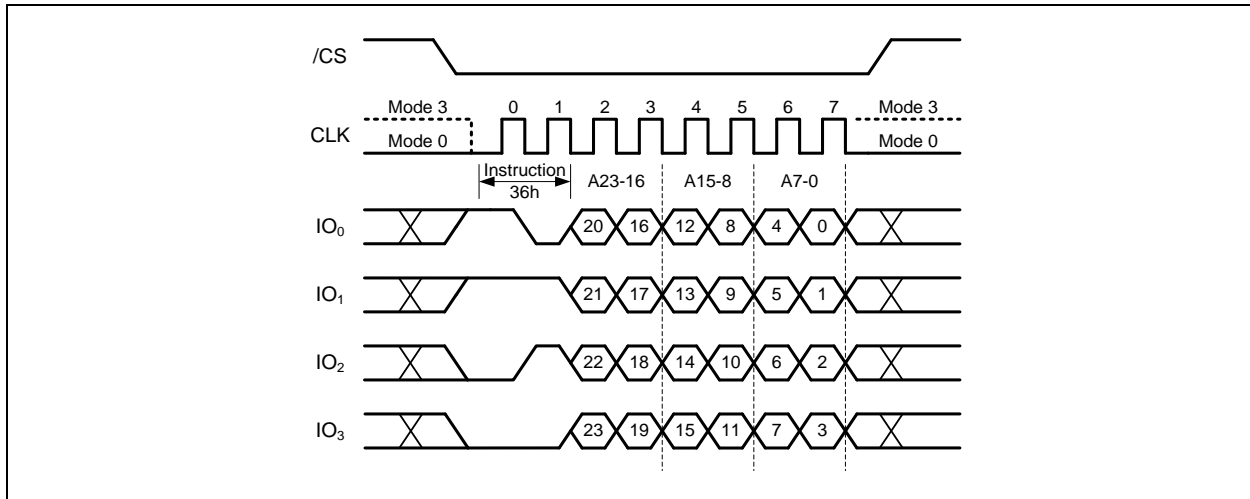 /CS
Mode 3 0 1 2 3 4 5 6 7 Mode 3
CLK Mode 0 Mode 0
Instruction
36h A23-16 A15-8 A7-0
IO0 20 16 12 8 4 0
IO1 21 17 13 9 5 1
IO2 22 18 14 10 6 2
IO3 23 19 15 11 7 3